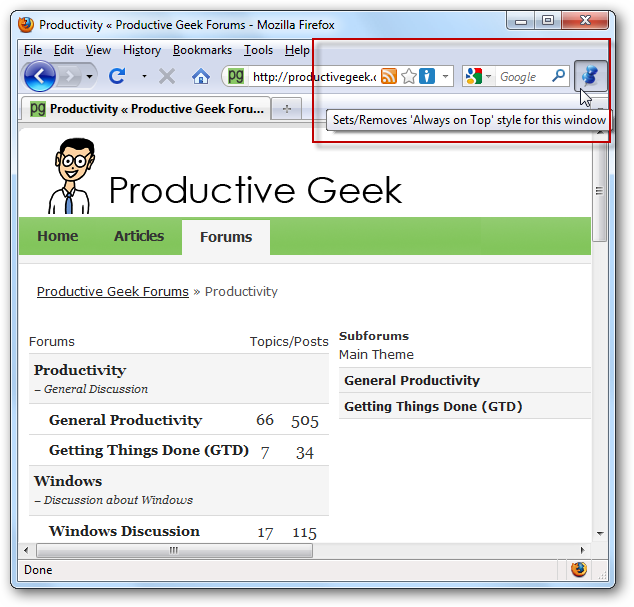 Productivity « Productive Geek Forums - Mozilla Firefox
File Edit View History Bookmarks Tools Help
pg http://productivegeek.c Google
pg Productivity « Productive Geek Foru...
Sets/Removes 'Always on Top' style for this window
Productive Geek
Home Articles Forums
Productive Geek Forums » Productivity
Forums Topics/Posts
Productivity
– General Discussion
General Productivity 66 505
Getting Things Done (GTD) 7 34
Windows
– Discussion about Windows
Windows Discussion 17 115
Subforums
Main Theme
General Productivity
Getting Things Done (GTD)
Done